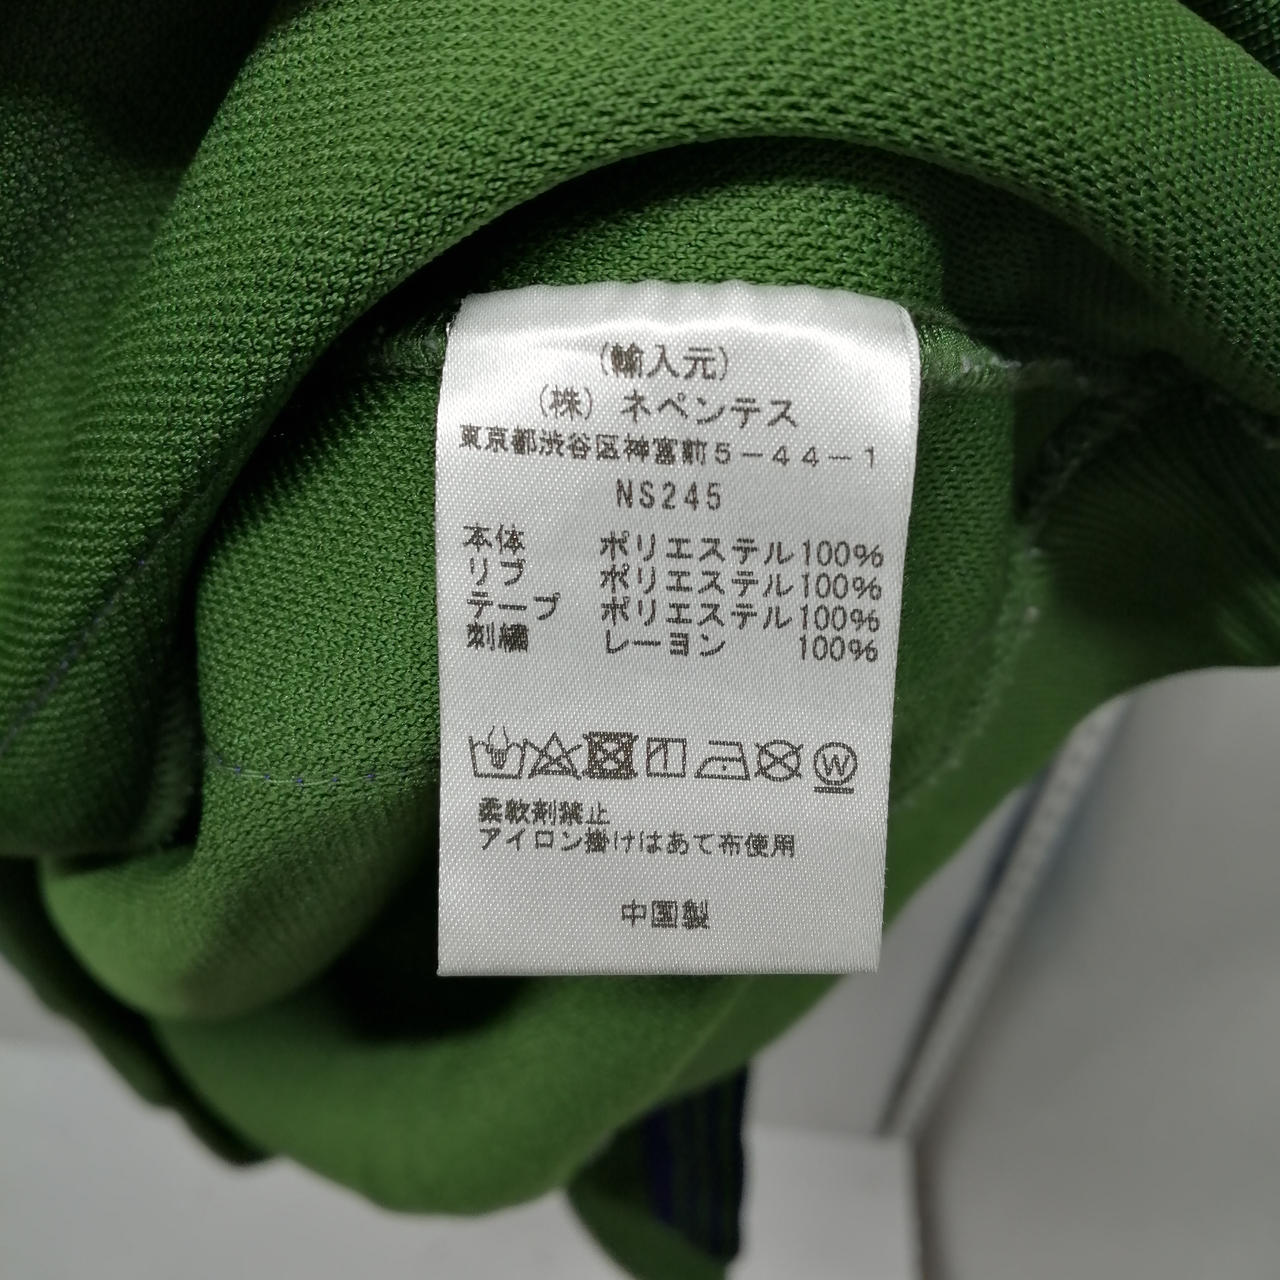 (輸入元)
(株) ネペンテス
東京都渋谷区神宮前5-44-1
NS245
本体 ポリエステル100%
リブ ポリエステル100%
テープ ポリエステル100%
刺繍 レーヨン 100%
W
柔軟剤禁止
アイロン掛けはあて布使用
中国製